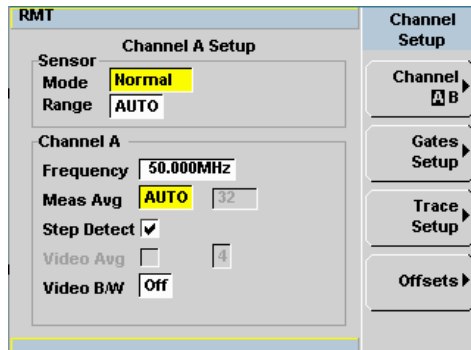 RMT
Channel A Setup
Sensor
Mode Normal
Range AUTO
Channel A
Frequency 50.000MHz
Meas Avg AUTO 32
Step Detect
Video Avg 4
Video B/W Off
Channel
Setup
Channel
A B
Gates
Setup
Trace
Setup
Offsets